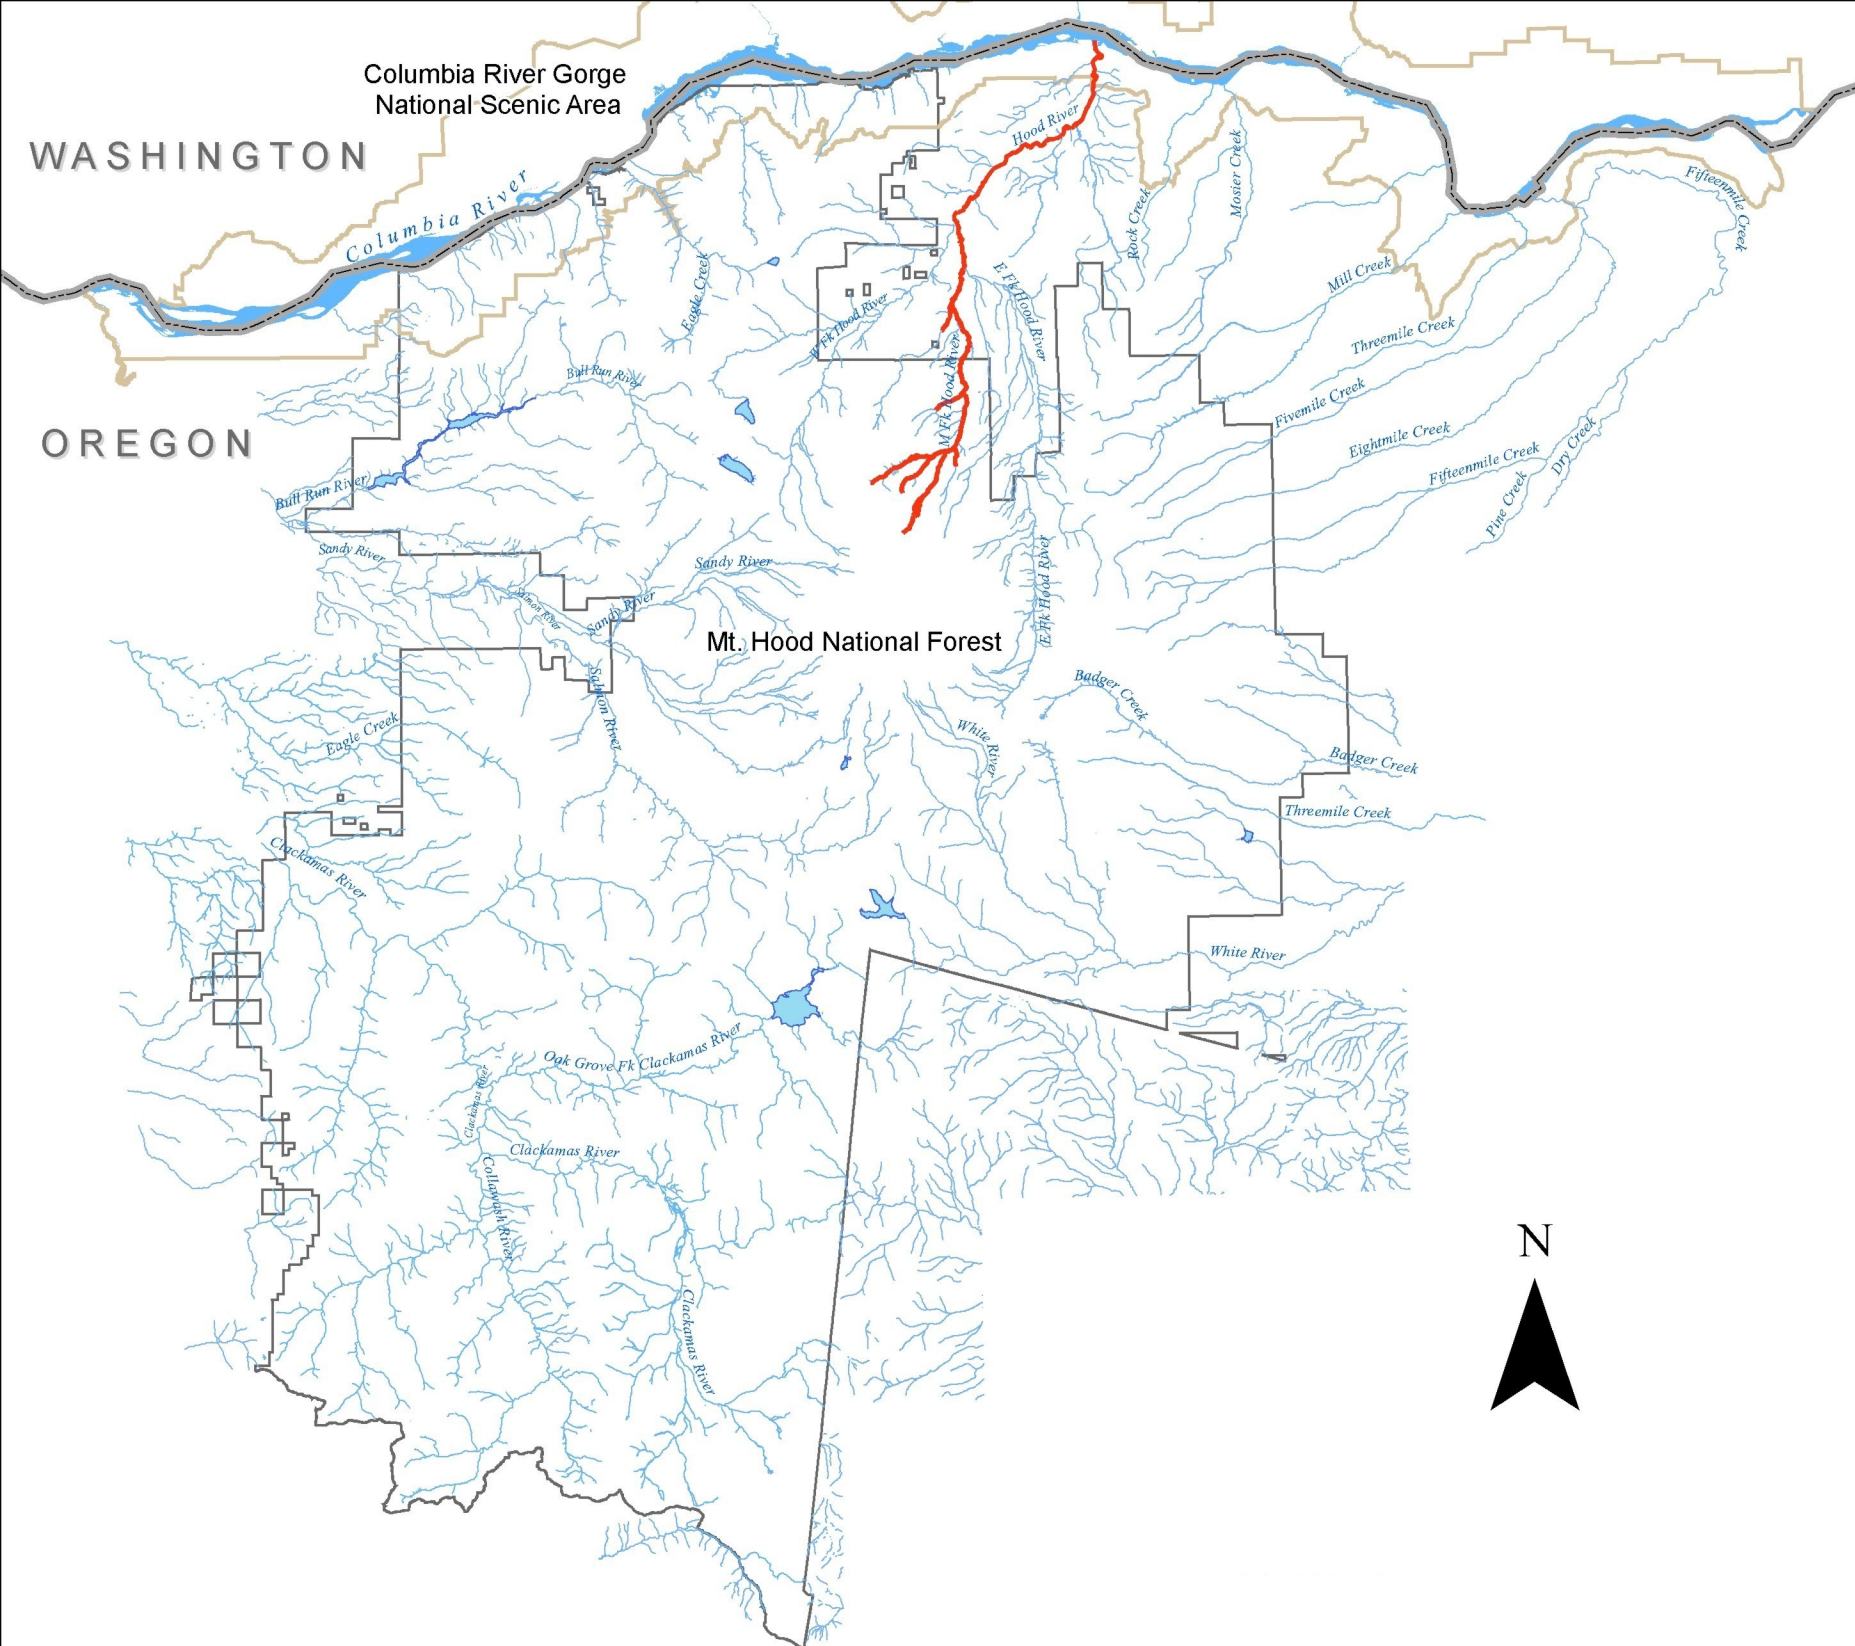 Columbia River Gorge
National Scenic Area
WASHINGTON
Columbia River
Hood River
Rock Creek
Mosier Creek
Fifteenmile Creek
Eagle Creek
W Fk Hood River
E Fk Hood River
M Fk Hood River
Mill Creek
Threemile Creek
Bull Run River
Fivemile Creek
OREGON
Eightmile Creek
Fifteenmile Creek
Dry Creek
Pine Creek
Bull Run River
Sandy River
Sandy River
Salmon River
Sandy River
E Fk Hood River
Mt. Hood National Forest
Salmon River
Badger Creek
Eagle Creek
White River
Badger Creek
Threemile Creek
Clackamas River
White River
Oak Grove Fk Clackamas River
Clackamas River
Clackamas River
Collawash River
Clackamas River
N